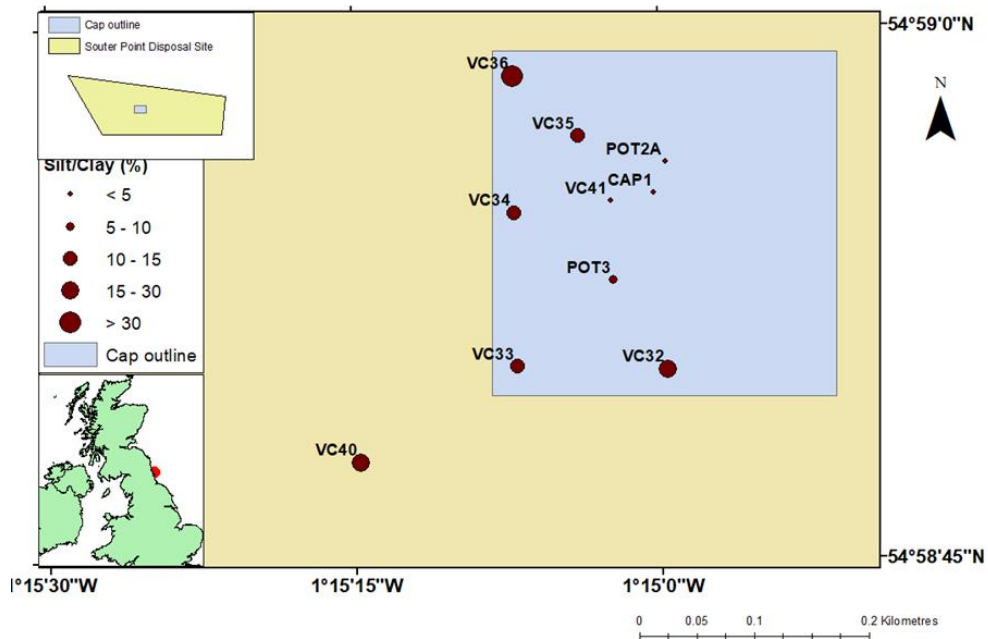 Cap outline
Souter Point Disposal Site
54°59'0"N
N
VC36
VC35
POT2A
CAP1
VC41
VC34
POT3
VC33
VC32
VC40
Silt/Clay (%)
< 5
5 - 10
10 - 15
15 - 30
> 30
Cap outline
54°58'45"N
1°15'30"W
1°15'15"W
1°15'0"W
0 0.05 0.1 0.2 Kilometres